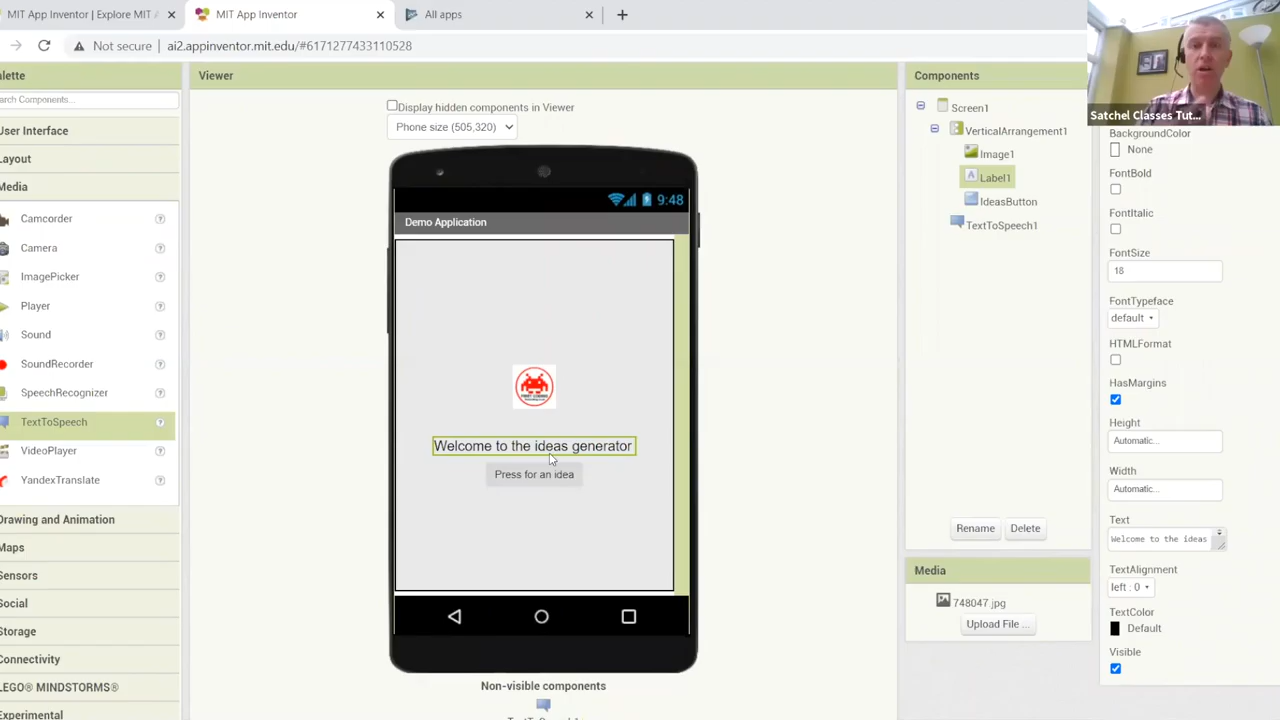 MIT App Inventor | Explore MIT A
MIT App Inventor
All apps
Not secure
ai2.appinventor.mit.edu/#6171277433110528
lette
arch Components...
User Interface
Layout
Media
Camcorder
Camera
ImagePicker
Player
Sound
SoundRecorder
SpeechRecognizer
TextToSpeech
VideoPlayer
YandexTranslate
Drawing and Animation
Maps
Sensors
Social
Storage
Connectivity
LEGO® MINDSTORMS®
Experimental
Viewer
Display hidden components in Viewer
Phone size (505,320)
9:48
Demo Application
Welcome to the ideas generator
Press for an idea
Non-visible components
Components
Screen1
VerticalArrangement1
Image1
Label1
IdeasButton
TextToSpeech1
Rename
Delete
Media
748047.jpg
Upload File ...
Satchel Classes Tut...
BackgroundColor
None
FontBold
FontItalic
FontSize
18
FontTypeface
default
HTMLFormat
HasMargins
Height
Automatic...
Width
Automatic...
Text
Welcome to the ideas
TextAlignment
left : 0
TextColor
Default
Visible